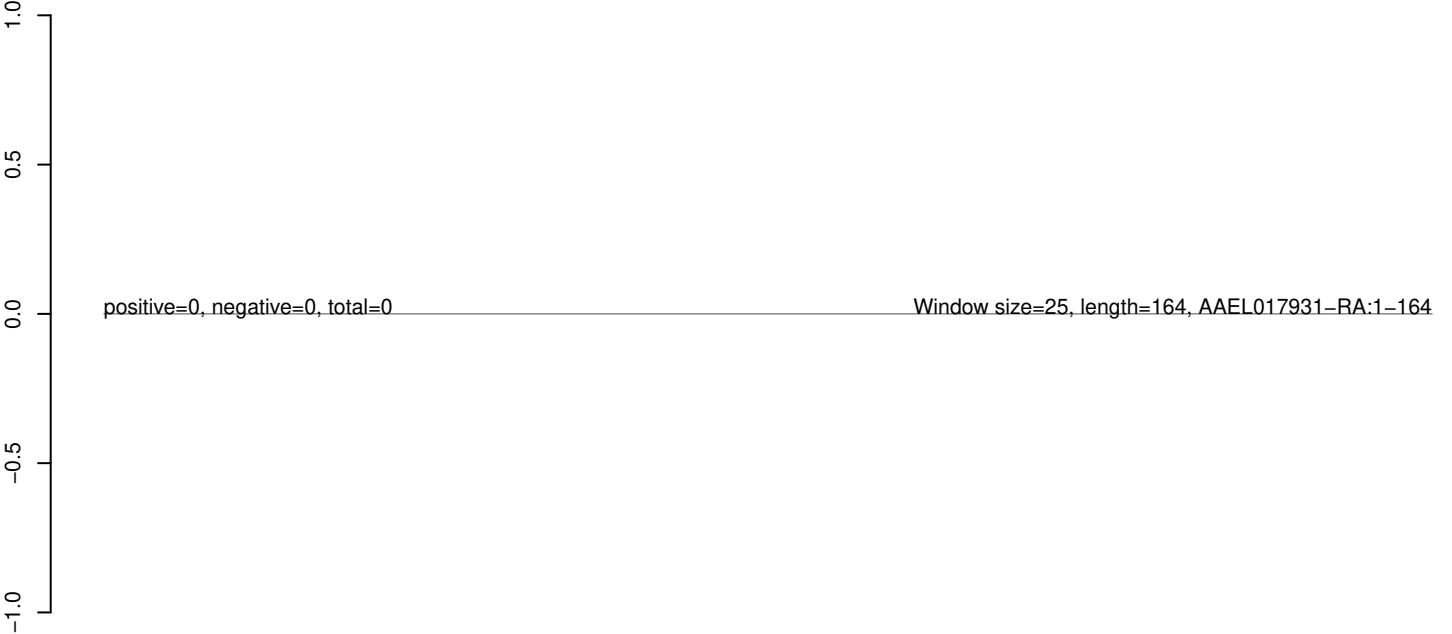 1.0
0.5
0.0
−0.5
−1.0
positive=0, negative=0, total=0
Window size=25, length=164, AAEL017931−RA:1−164